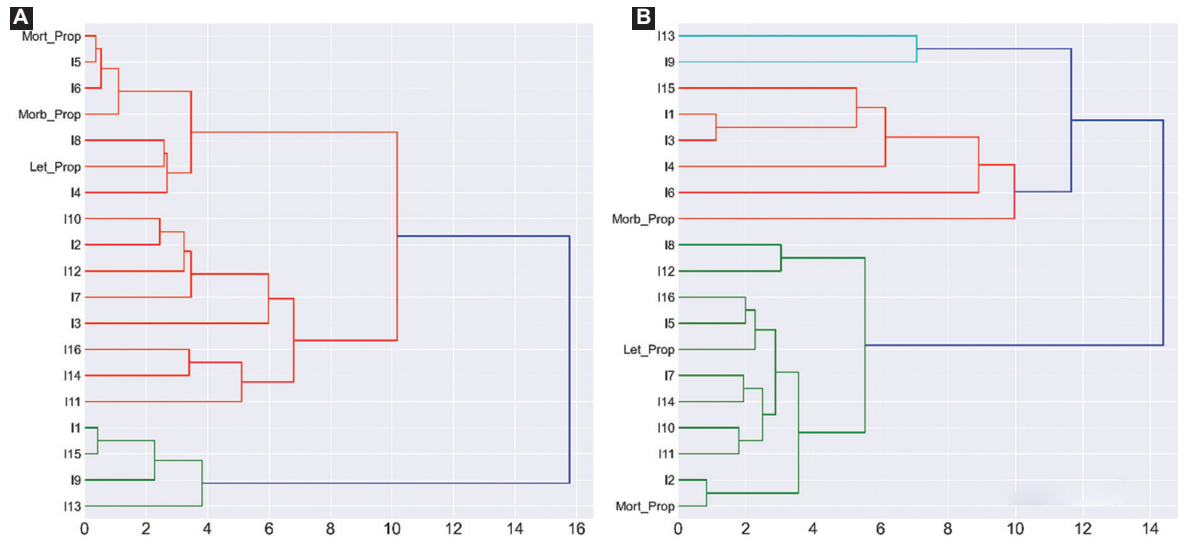 A
Mort_Prop
I5
I6
Morb_Prop
I8
Let_Prop
I4
I10
I2
I12
I7
I3
I16
I14
I11
I1
I15
I9
I13
0 2 4 6 8 10 12 14 16
B
I13
I9
I15
I1
I3
I4
I6
Morb_Prop
I8
I12
I16
I5
Let_Prop
I7
I14
I10
I11
I2
Mort_Prop
0 2 4 6 8 10 12 14